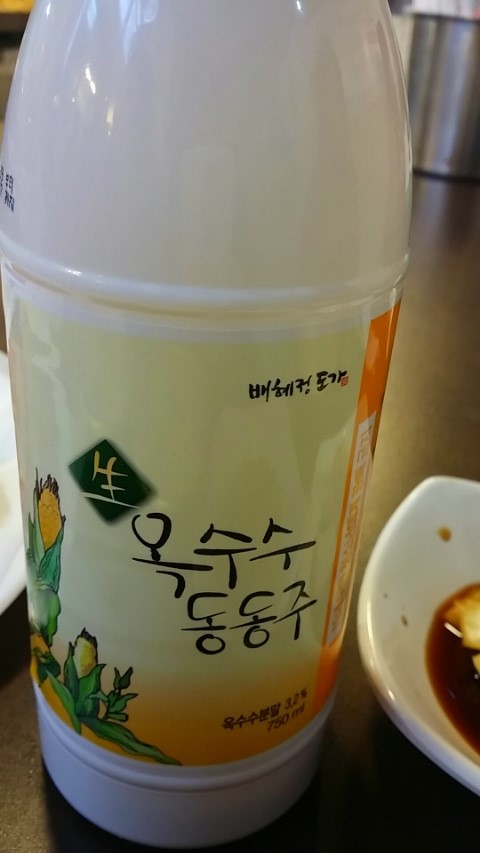 배혜정 도가
生
옥수수
동동주
옥수수분말 3.2%
750 ml